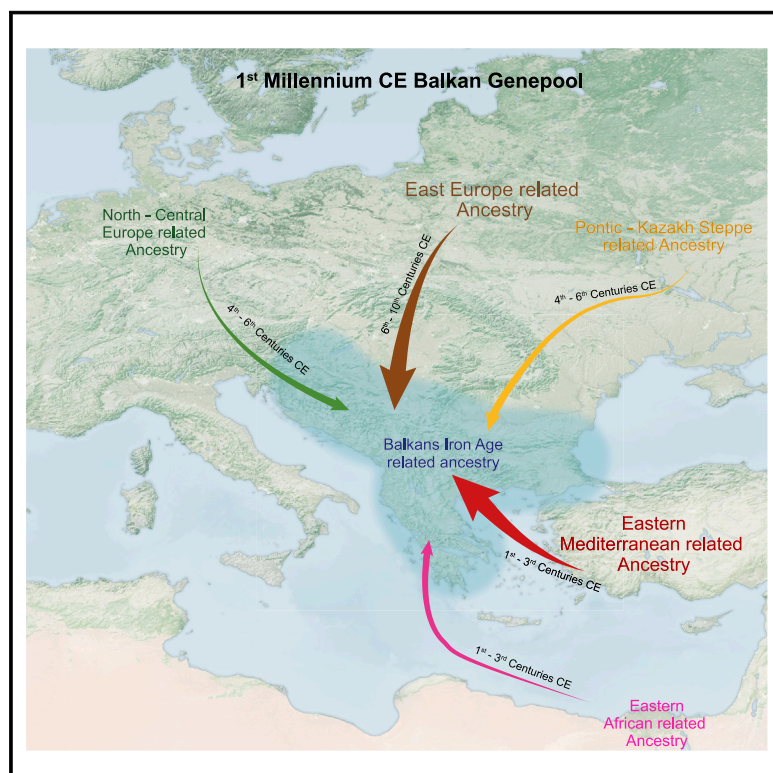 1st Millennium CE Balkan Genepool
East Europe related
Ancestry
North - Central
Europe related
Ancestry
Pontic - Kazakh Steppe
related Ancestry
6th - 10th Centuries CE
4th - 6th Centuries CE
4th - 6th Centuries CE
Balkans Iron Age
related ancestry
Eastern
Mediterranean related
Ancestry
1st - 3rd Centuries CE
1st - 3rd Centuries CE
Eastern
African related
Ancestry